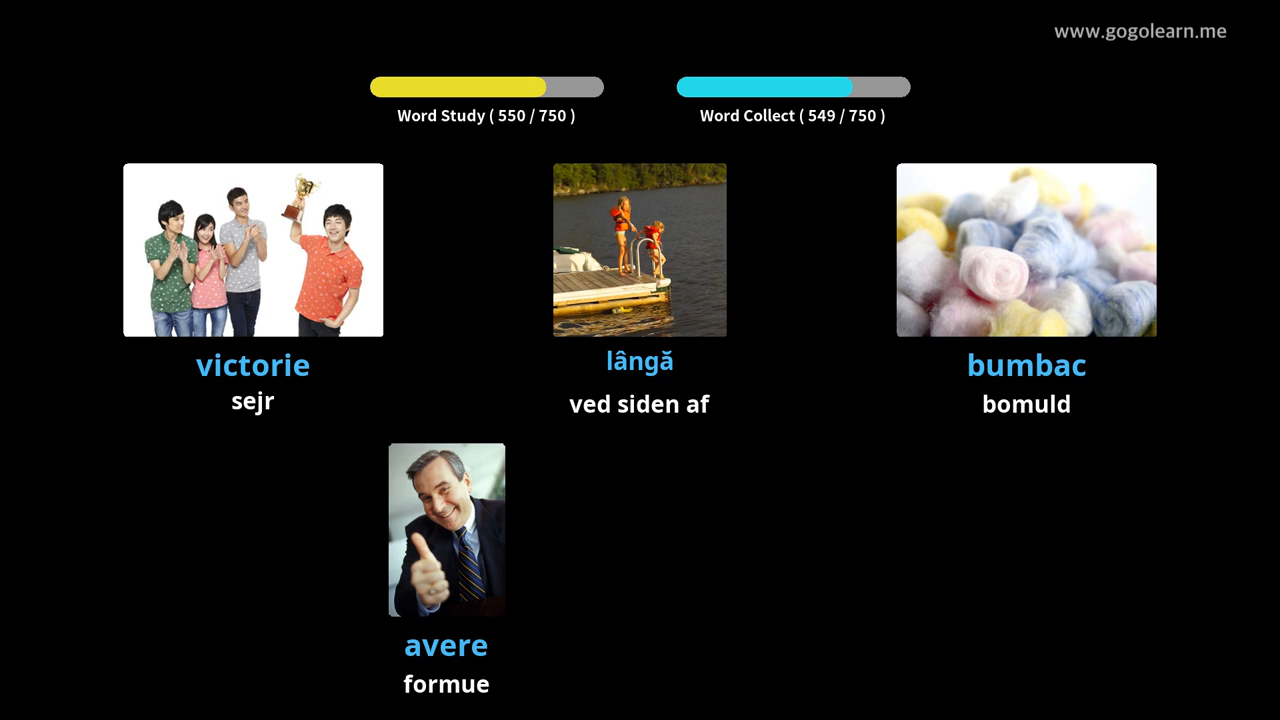 www.gogolearn.me
Word Study ( 550 / 750 )
Word Collect ( 549 / 750 )
victorie
sejr
lângă
ved siden af
bumbac
bomuld
avere
formue